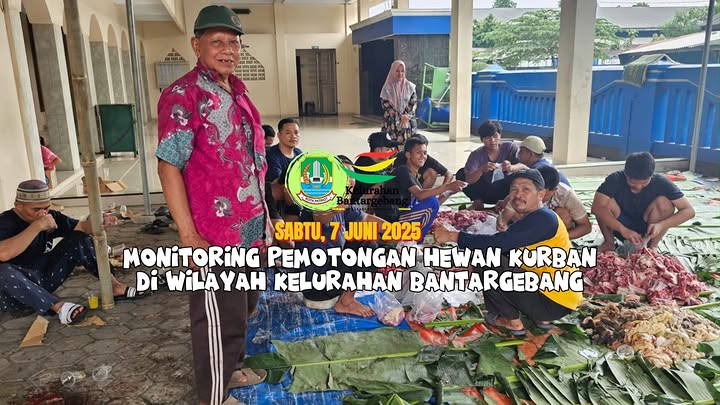 Kelurahan
Bantargebang
SABTU, 7 JUNI 2025
MONITORING PEMOTONGAN HEWAN KURBAN
DI WILAYAH KELURAHAN BANTARGEBANG